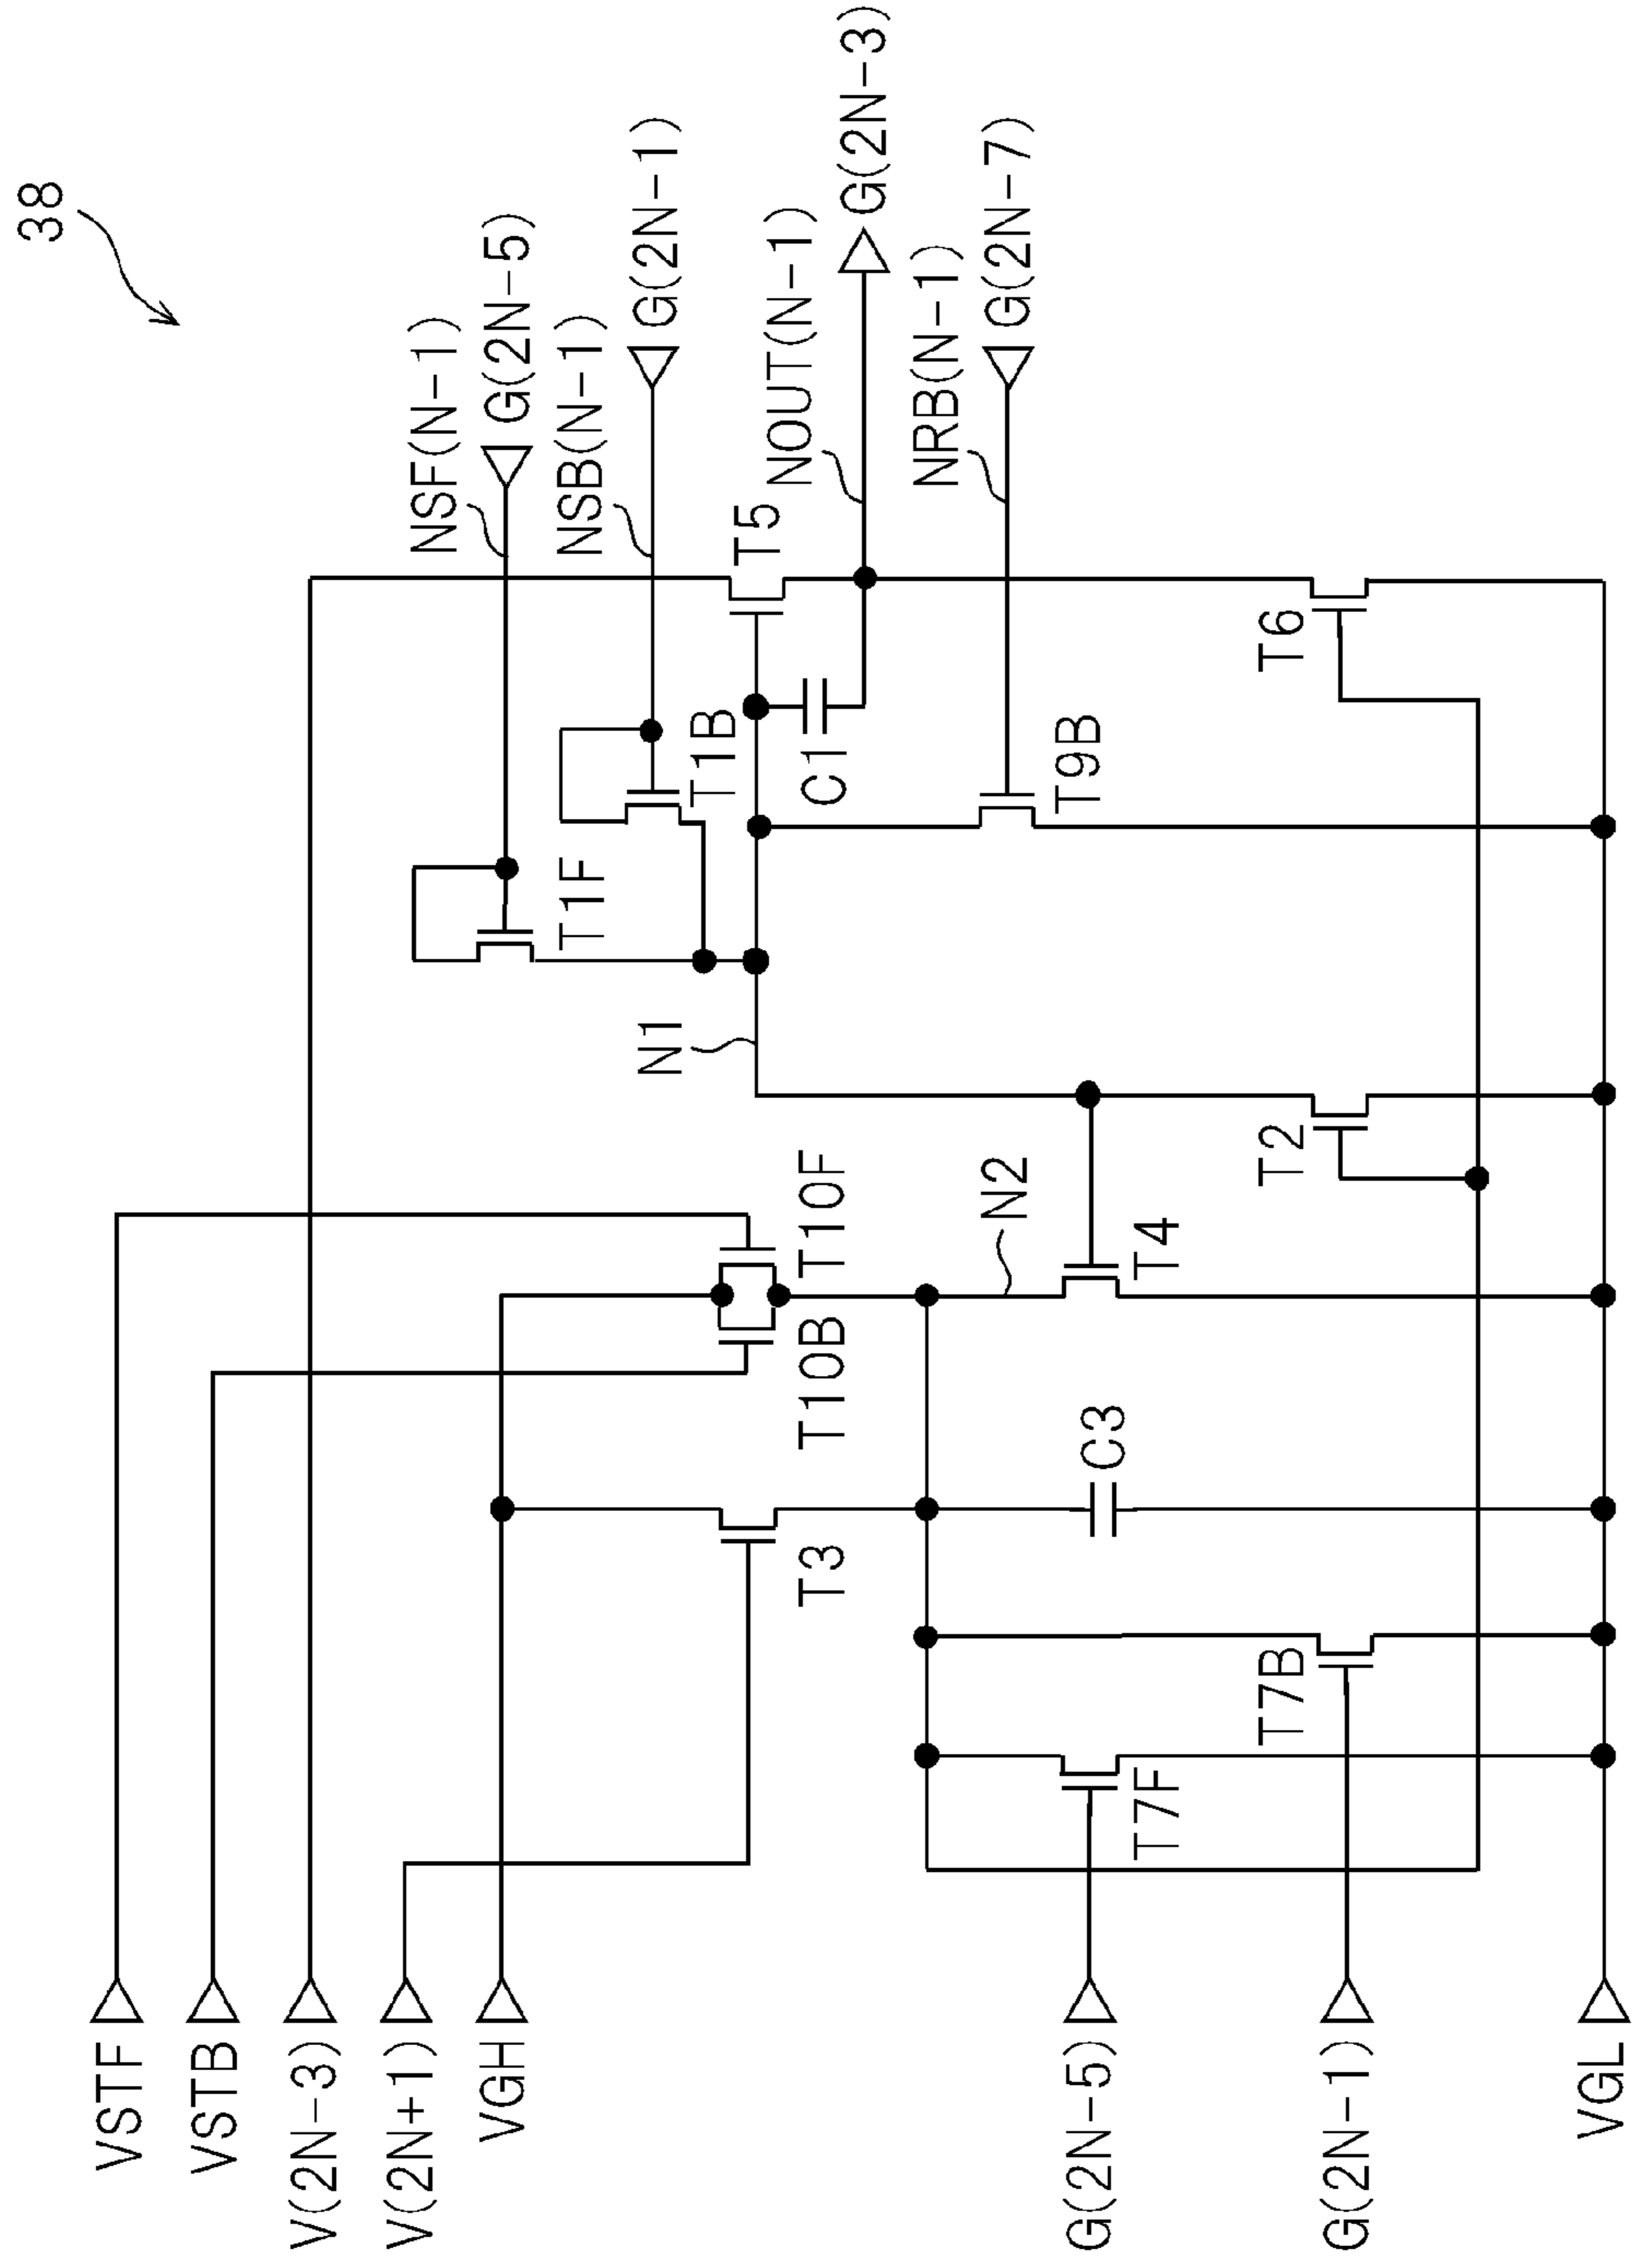 38
VSTF
VSTB
V(2N-3)
V(2N+1)
VGH
G(2N-5)
G(2N-1)
VGL
T7F
T7B
T3
C3
T10B
T10F
N2
T4
T2
N1
T1F
T1B
C1
T9B
T5
T6
NSF(N-1)
G(2N-5)
NSB(N-1)
G(2N-1)
NOUT(N-1)
G(2N-3)
NRB(N-1)
G(2N-7)